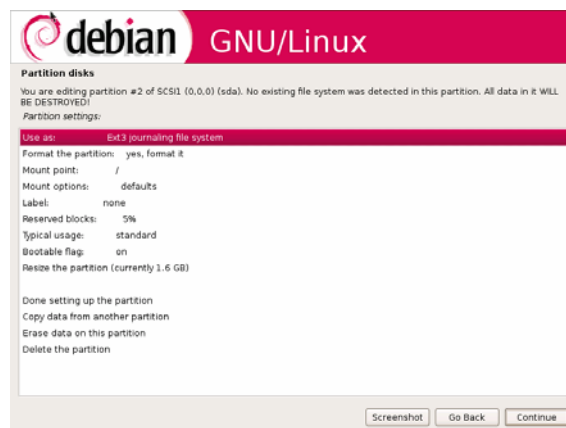 debian GNU/Linux
Partition disks
You are editing partition #2 of SCSI1 (0,0,0) (sda). No existing file system was detected in this partition. All data in it WILL
BE DESTROYED!
Partition settings:
Use as: Ext3 journaling file system
Format the partition: yes, format it
Mount point: /
Mount options: defaults
Label: none
Reserved blocks: 5%
Typical usage: standard
Bootable flag: on
Resize the partition (currently 1.6 GB)
Done setting up the partition
Copy data from another partition
Erase data on this partition
Delete the partition
Screenshot Go Back Continue